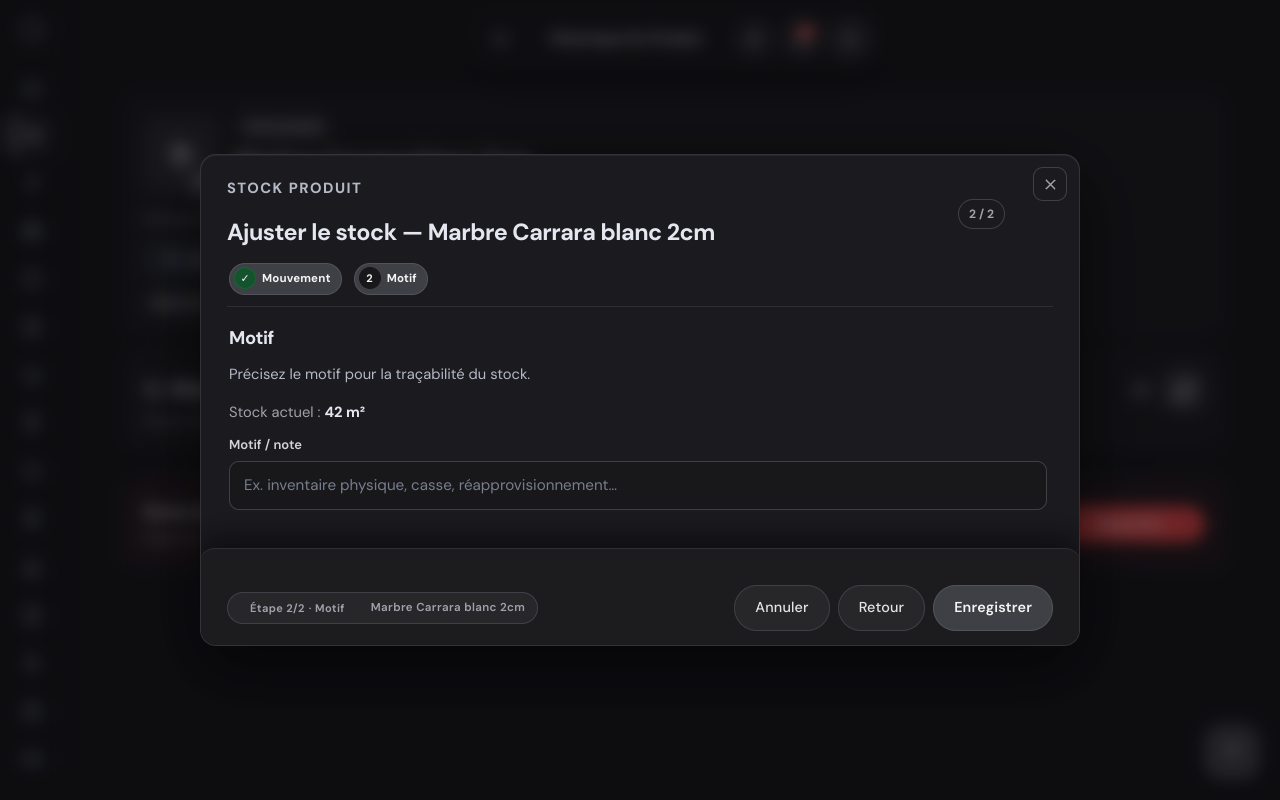 STOCK PRODUIT
2 / 2
Ajuster le stock — Marbre Carrara blanc 2cm
✓ Mouvement
2 Motif
Motif
Précisez le motif pour la traçabilité du stock.
Stock actuel : 42 m²
Motif / note
Ex. inventaire physique, casse, réapprovisionnement…
Étape 2/2 · Motif
Marbre Carrara blanc 2cm
Annuler
Retour
Enregistrer